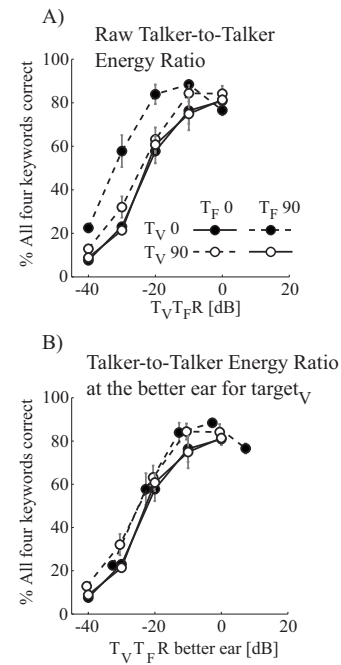 A)
Raw Talker-to-Talker
Energy Ratio
100
80
60
40
20
0
% All four keywords correct
T_F 0 T_F 90
T_V 0
T_V 90
-40 -20 0 20
T_VT_FR [dB]
B)
Talker-to-Talker Energy Ratio
at the better ear for target_V
100
80
60
40
20
0
% All four keywords correct
-40 -20 0 20
T_VT_FR better ear [dB]